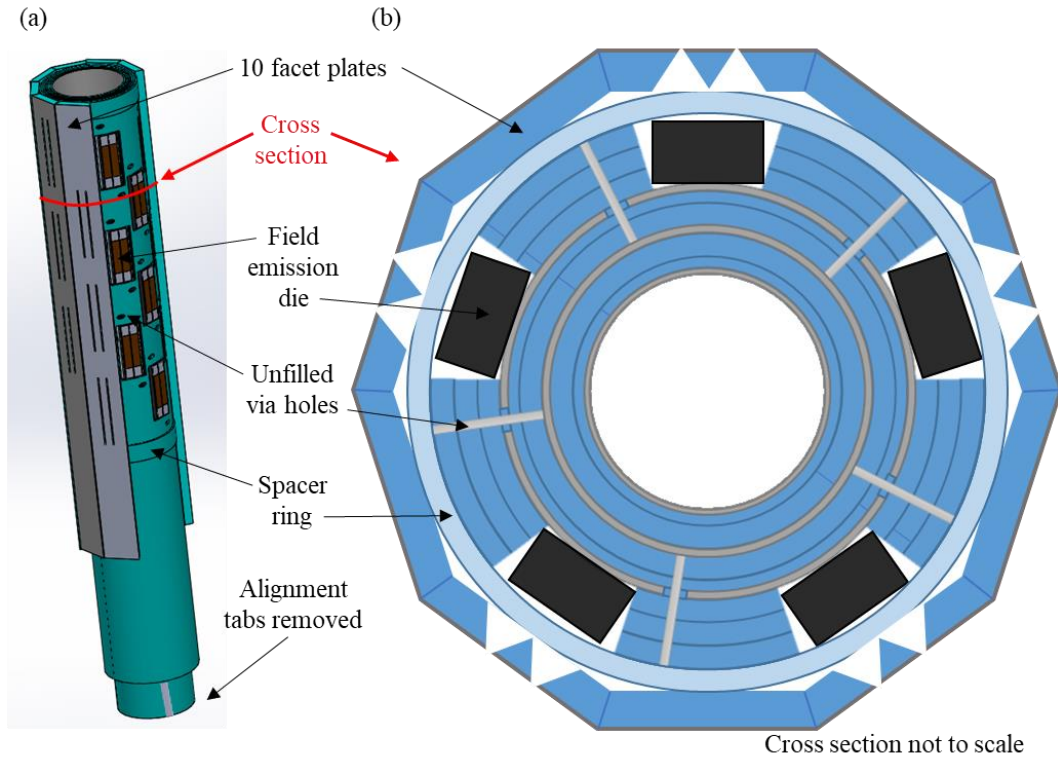 (a)
(b)
10 facet plates
Cross
section
Field
emission
die
Unfilled
via holes
Spacer
ring
Alignment
tabs removed
Cross section not to scale